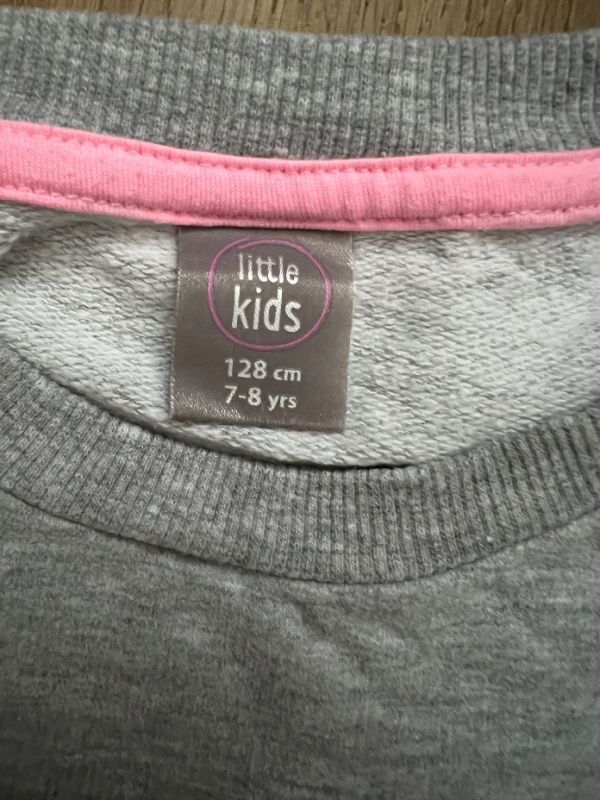 little
kids
128 cm
7-8 yrs